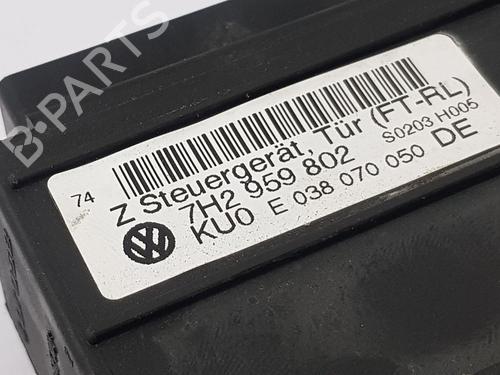 B-PARTS
74
Z Steuergerät, Tür (FT-RL)
7H2 959 802 S0203 H005
KU0 E 038 070 050 DE